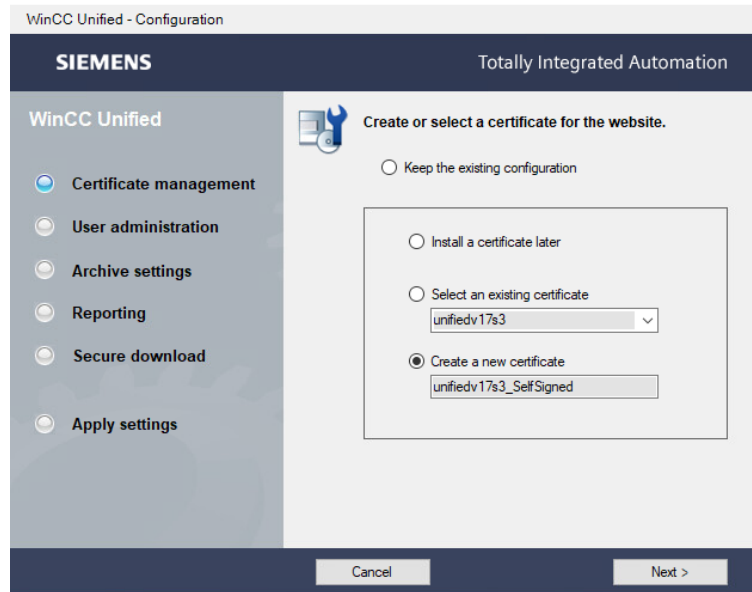 WinCC Unified - Configuration
SIEMENS
Totally Integrated Automation
WinCC Unified
Certificate management
User administration
Archive settings
Reporting
Secure download
Apply settings
Create or select a certificate for the website.
Keep the existing configuration
Install a certificate later
Select an existing certificate
unifiedv17s3
Create a new certificate
unifiedv17s3_SelfSigned
Cancel
Next >